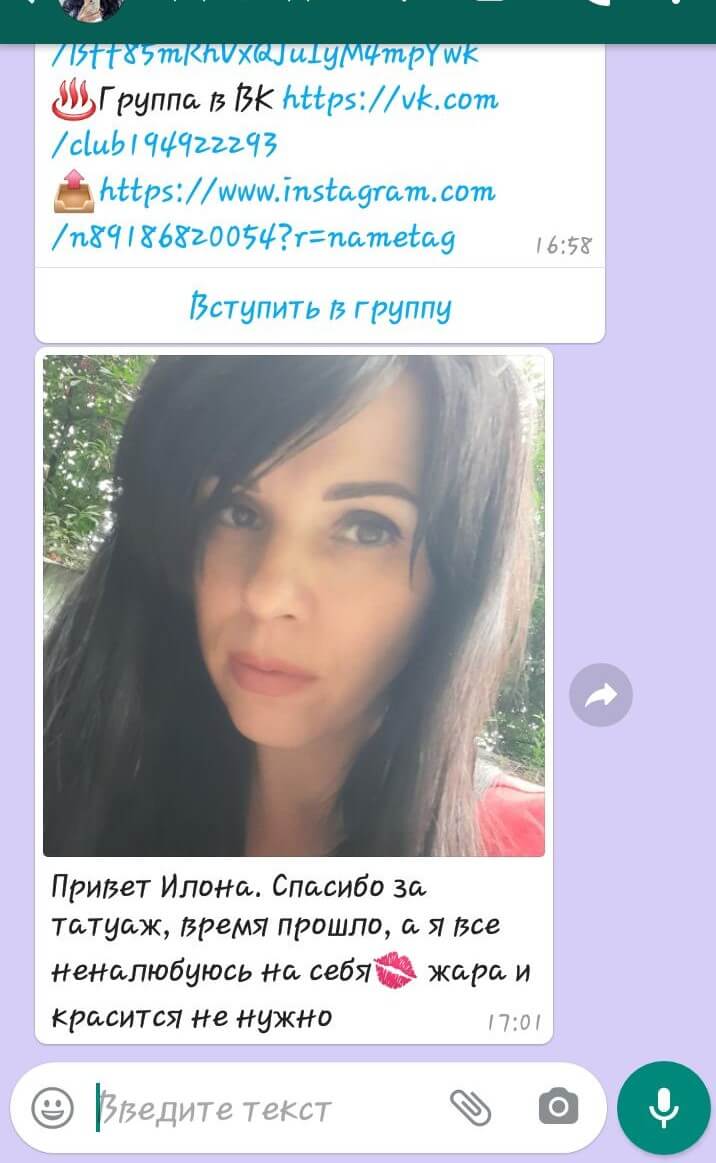 /Bff85mRhVxQJuIyM4mpYwk
Группа в ВК https://vk.com
/club194922293
https://www.instagram.com
/n89186820054?r=nametag
16:58
Вступить в группу
Привет Илона. Спасибо за
татуаж, время прошло, а я все
неналюбуюсь на себя💋 жара и
красится не нужно
17:01
Введите текст